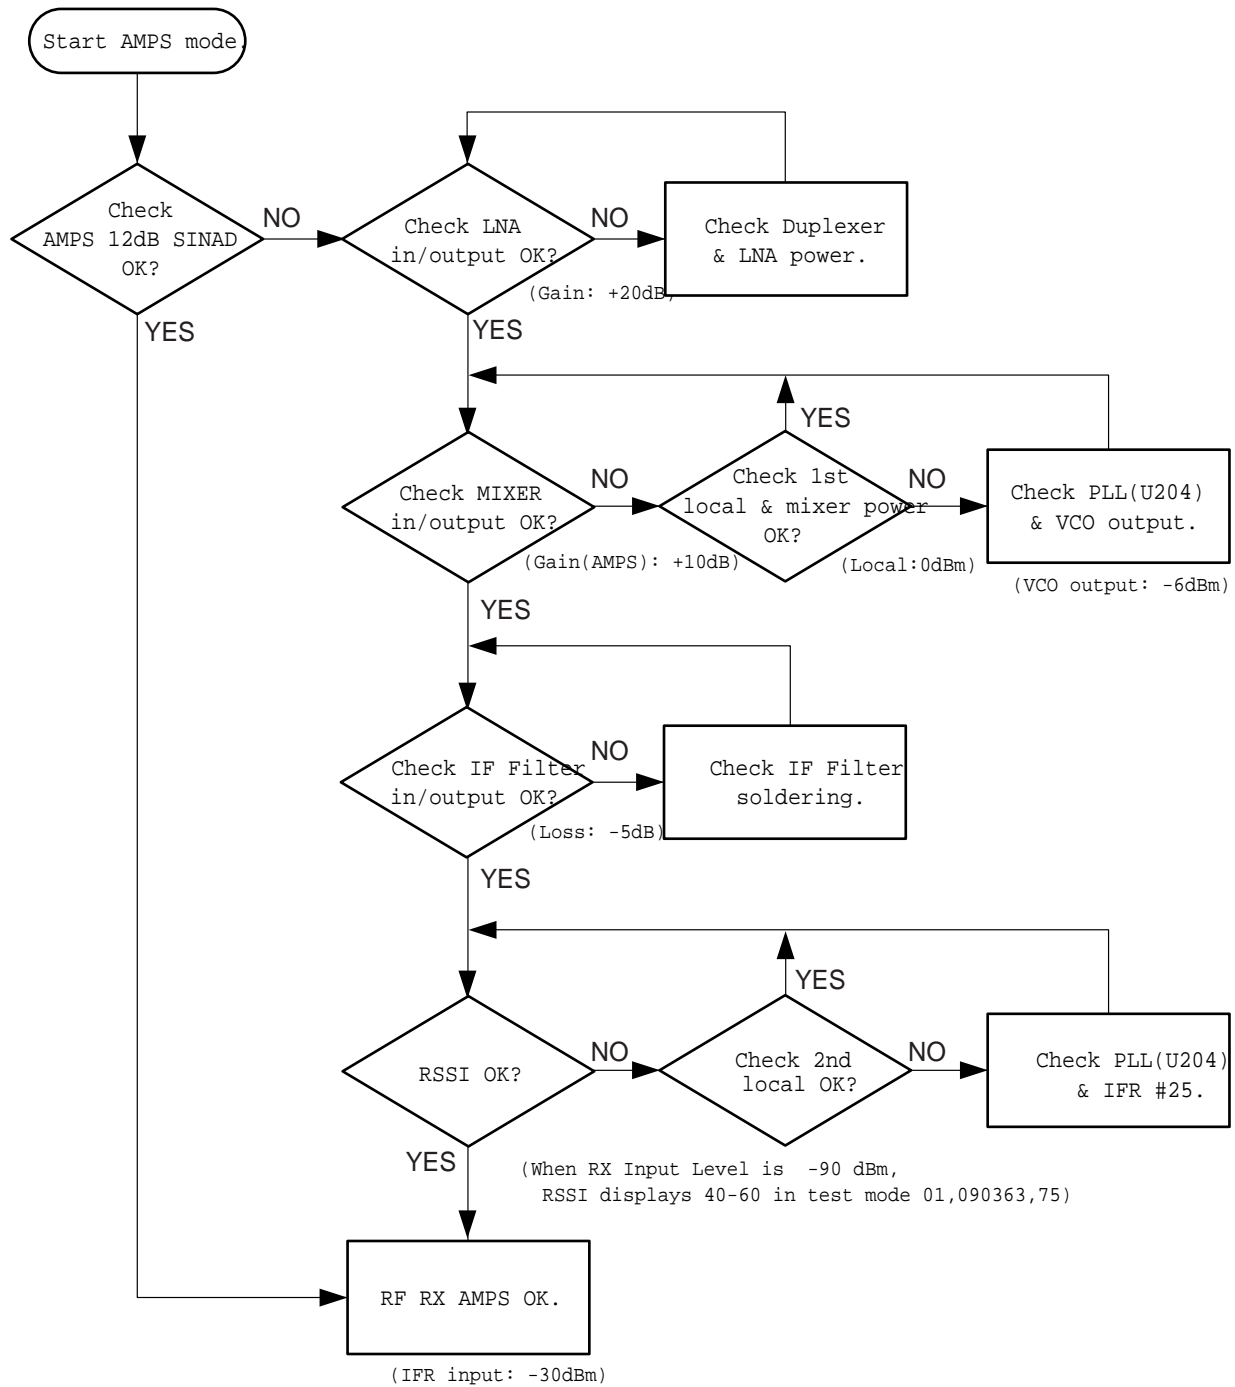 Start AMPS mode.
Check
AMPS 12dB SINAD
OK?
NO
YES
Check LNA
in/output OK?
(Gain: +20dB)
NO
YES
Check Duplexer
& LNA power.
Check MIXER
in/output OK?
(Gain(AMPS): +10dB)
NO
YES
Check 1st
local & mixer power
OK?
(Local:0dBm)
YES
NO
Check PLL(U204)
& VCO output.
(VCO output: -6dBm)
Check IF Filter
in/output OK?
(Loss: -5dB)
NO
YES
Check IF Filter
soldering.
RSSI OK?
NO
YES
Check 2nd
local OK?
YES
NO
Check PLL(U204)
& IFR #25.
(When RX Input Level is -90 dBm,
RSSI displays 40-60 in test mode 01,090363,75)
RF RX AMPS OK.
(IFR input: -30dBm)